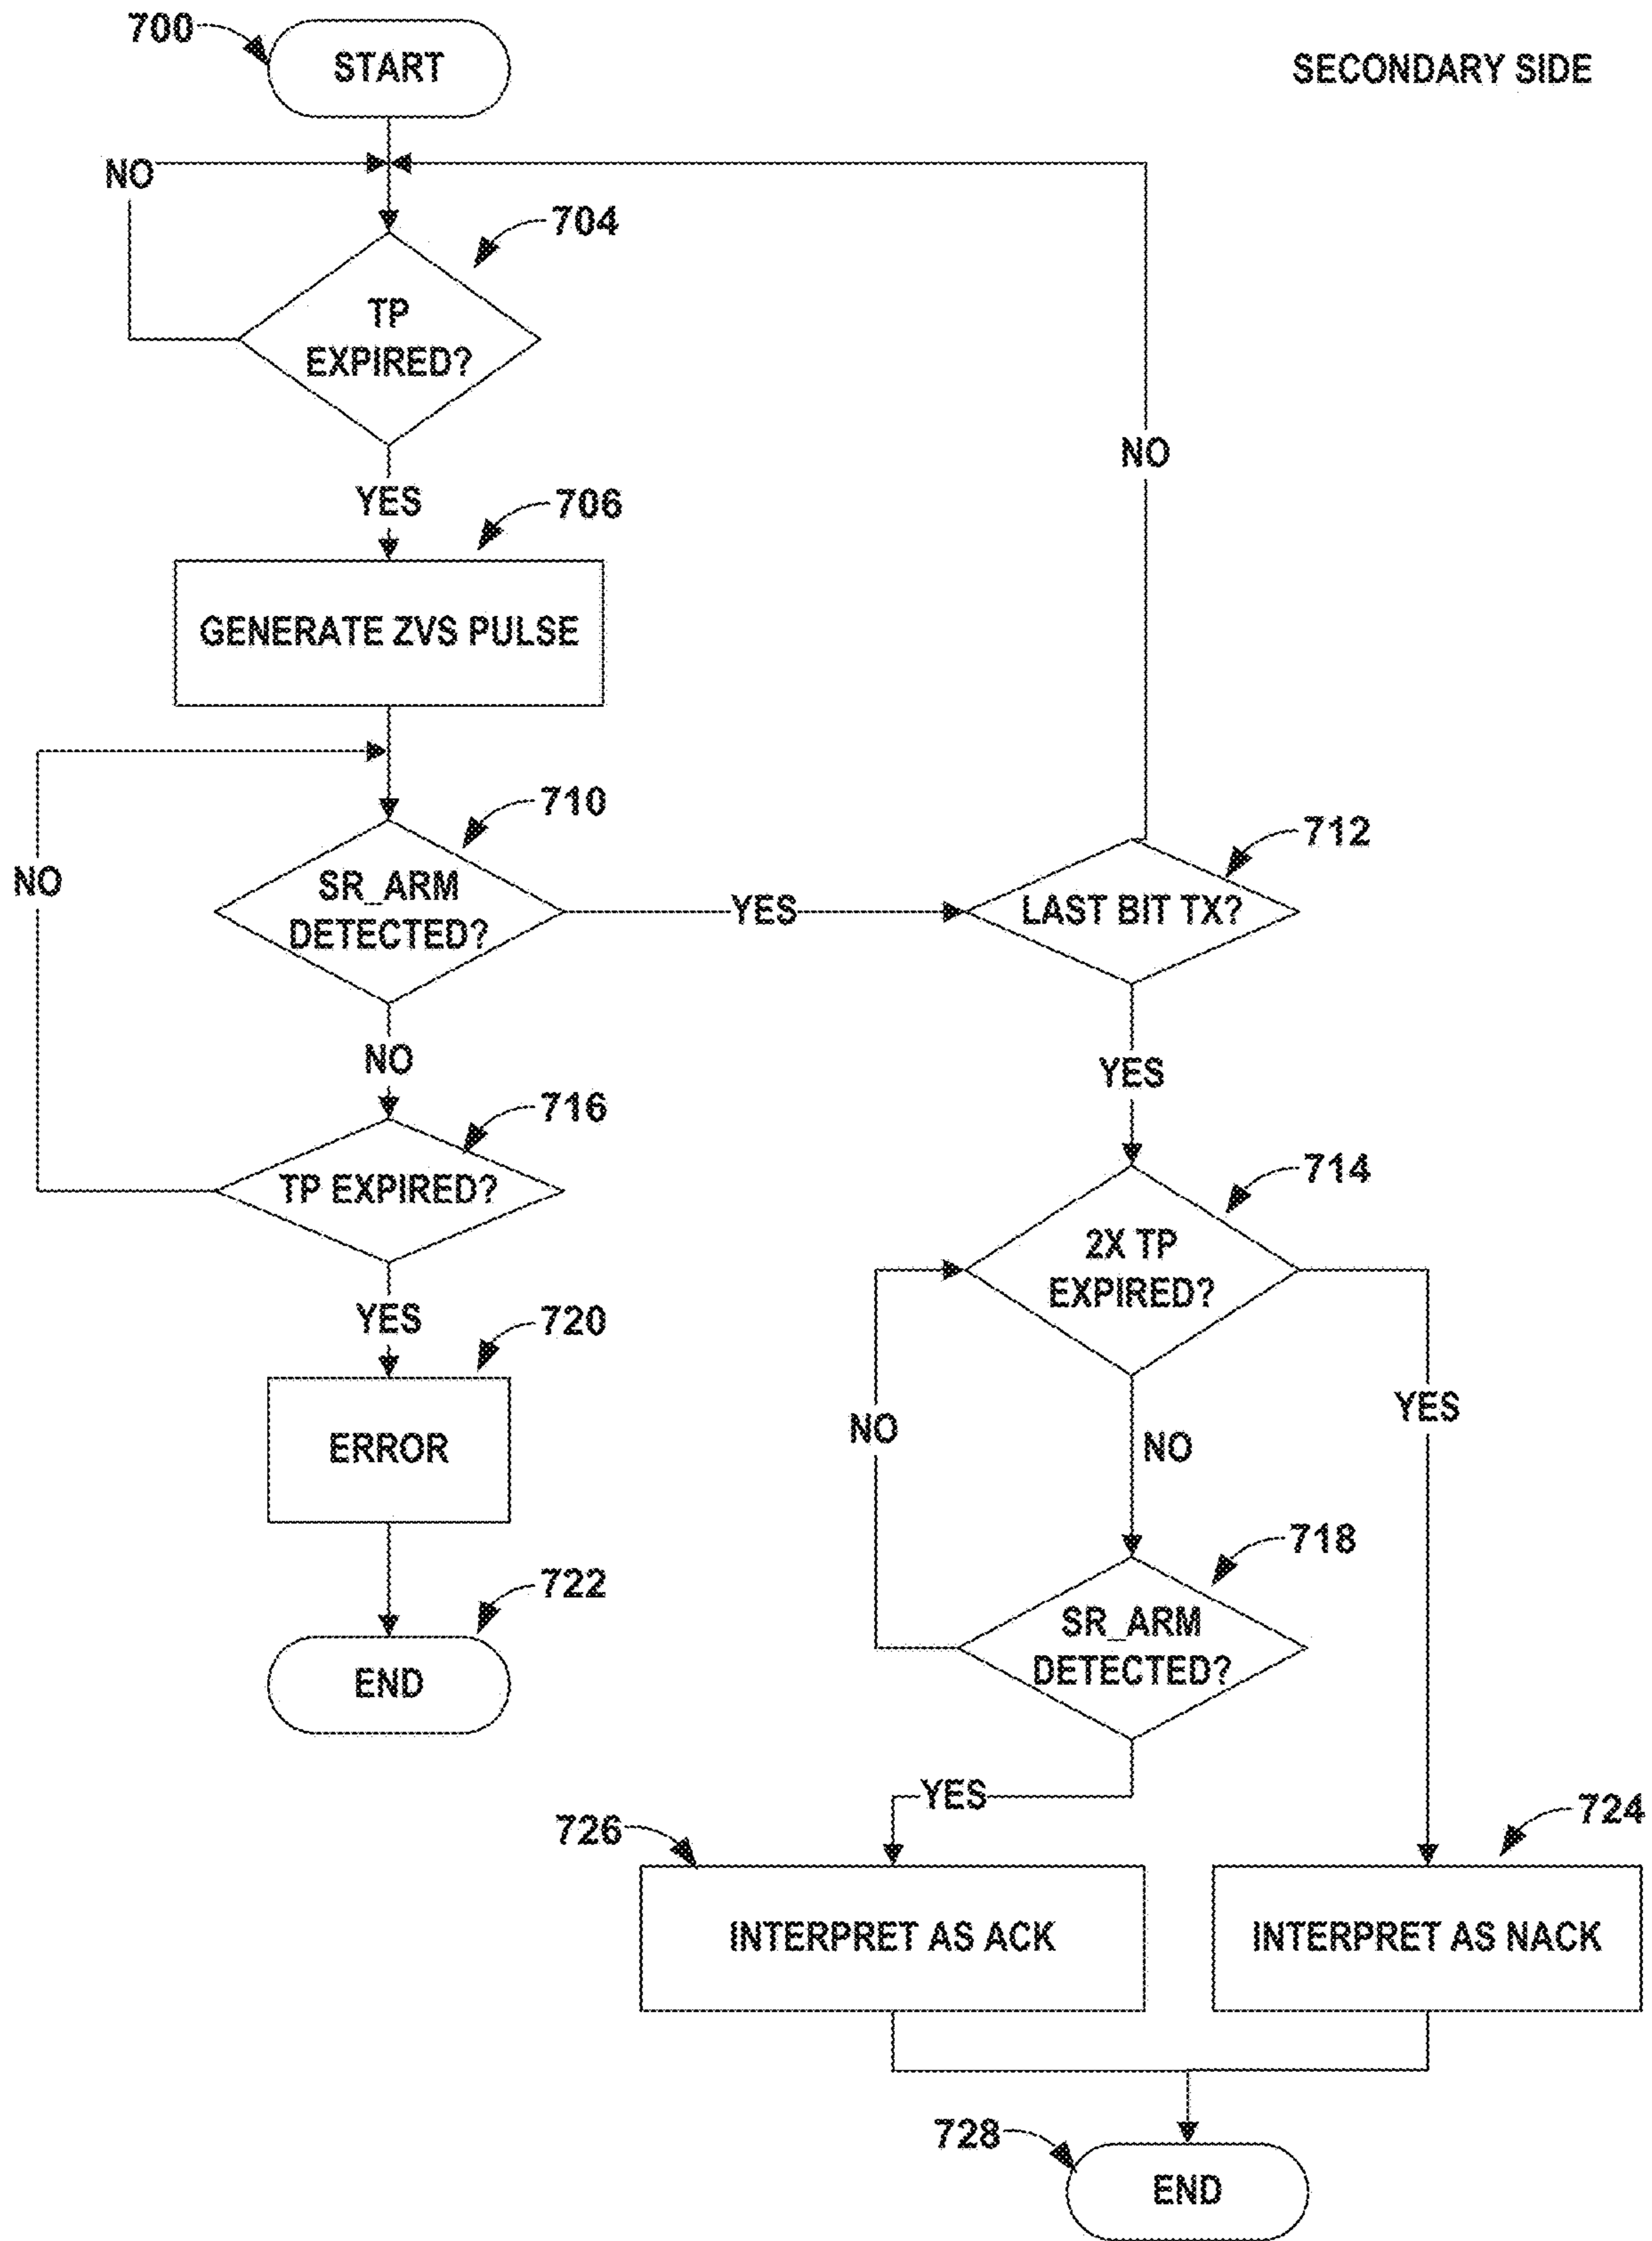 700
START
SECONDARY SIDE
NO
704
TP
EXPIRED?
NO
YES
706
GENERATE ZVS PULSE
710
712
NO
SR_ARM
DETECTED?
YES
LAST BIT TX?
NO
YES
716
714
TP EXPIRED?
2X TP
EXPIRED?
YES
720
YES
NO
NO
ERROR
718
722
SR_ARM
DETECTED?
END
YES
726
724
INTERPRET AS ACK
INTERPRET AS NACK
728
END